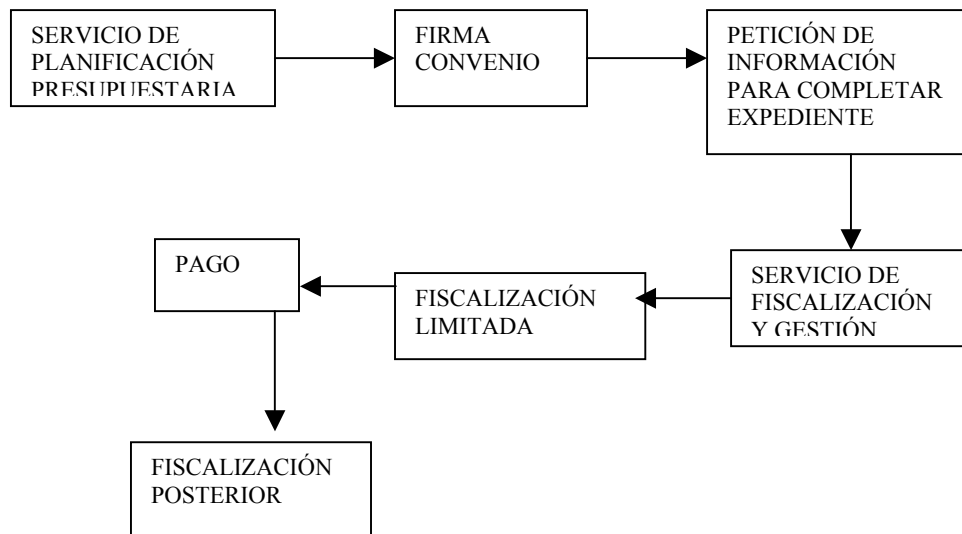 SERVICIO DE
PLANIFICACIÓN
PRESUPUESTARIA
FIRMA
CONVENIO
PETICIÓN DE
INFORMACIÓN
PARA COMPLETAR
EXPEDIENTE
SERVICIO DE
FISCALIZACIÓN
Y GESTIÓN
FISCALIZACIÓN
LIMITADA
PAGO
FISCALIZACIÓN
POSTERIOR